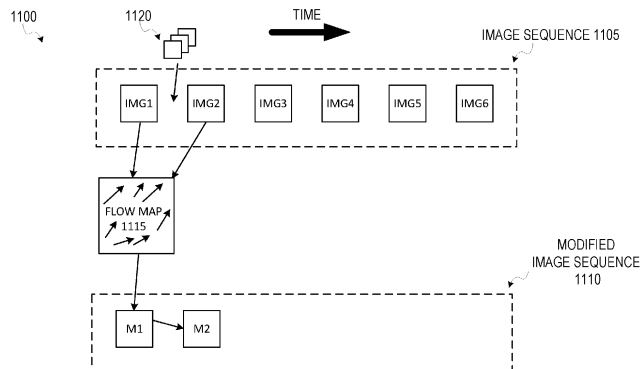 1100
1120
TIME
IMAGE SEQUENCE 1105
IMG1 IMG2 IMG3 IMG4 IMG5 IMG6
FLOW MAP
1115
MODIFIED
IMAGE SEQUENCE
1110
M1 M2